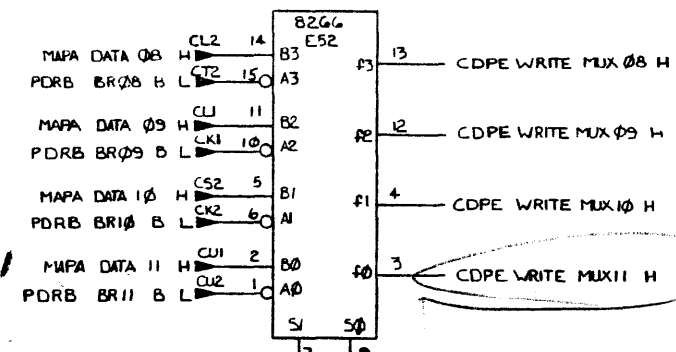 8266
E52
MAPA DATA Ø8 H CL2 14 B3
PDRB BRØ8 B L CT2 15 A3
f3 13 CDPE WRITE MUX Ø8 H
MAPA DATA Ø9 H CL1 11 B2
PDRB BRØ9 B L CK1 1Ø A2
f2 12 CDPE WRITE MUX Ø9 H
MAPA DATA 1Ø H CS2 5 B1
PDRB BR1Ø B L CK2 6 A1
f1 4 CDPE WRITE MUX 1Ø H
MAPA DATA 11 H CU1 2 BØ
PDRB BR11 B L CU2 1 AØ
fØ 3 CDPE WRITE MUX11 H
S1 SØ
7